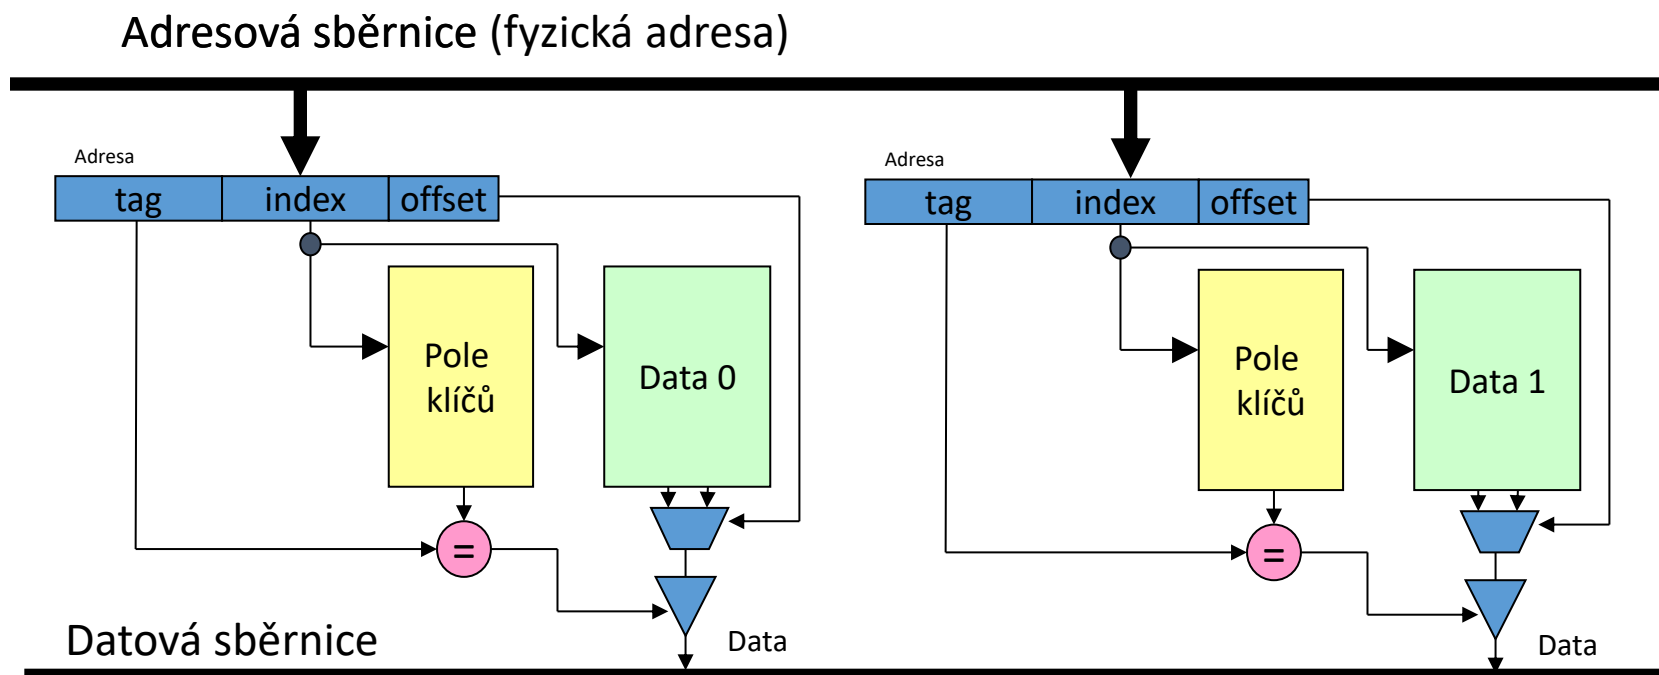 Adresová sběrnice (fyzická adresa)
Adresa
tag index offset
Pole
klíčů
Data 0
=
Data
Adresa
tag index offset
Pole
klíčů
Data 1
=
Data
Datová sběrnice